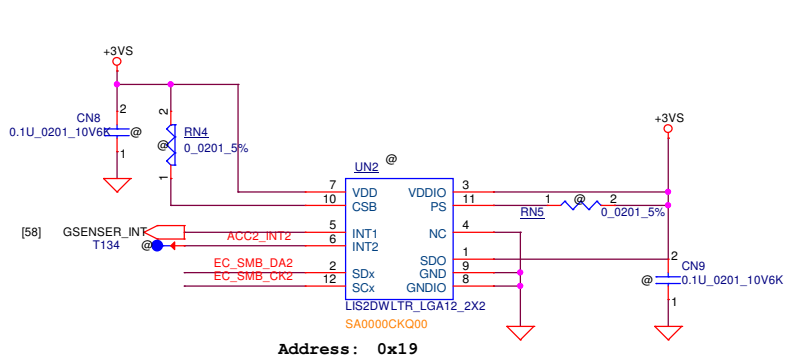 +3VS
CN8
2
@
0.1U_0201_10V6K
1
2
RN4
@
0_0201_5%
1
+3VS
UN2
@
7
VDD
VDDIO
3
10
CSB
PS
11
1
@
2
RN5
0_0201_5%
[58]
GSENSER_INT
5
INT1
NC
4
T134
@
ACC2_INT2
6
INT2
SDO
1
EC_SMB_DA2
2
SDx
GND
9
EC_SMB_CK2
12
SCx
GNDIO
8
2
CN9
@
0.1U_0201_10V6K
1
LIS2DWLTR_LGA12_2X2
SA0000CKQ00
Address: 0x19